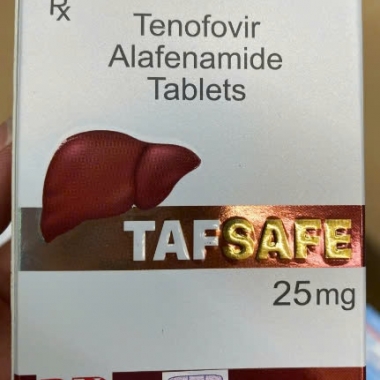 Rx
Tenofovir
Alafenamide
Tablets
TAFSAFE
25mg